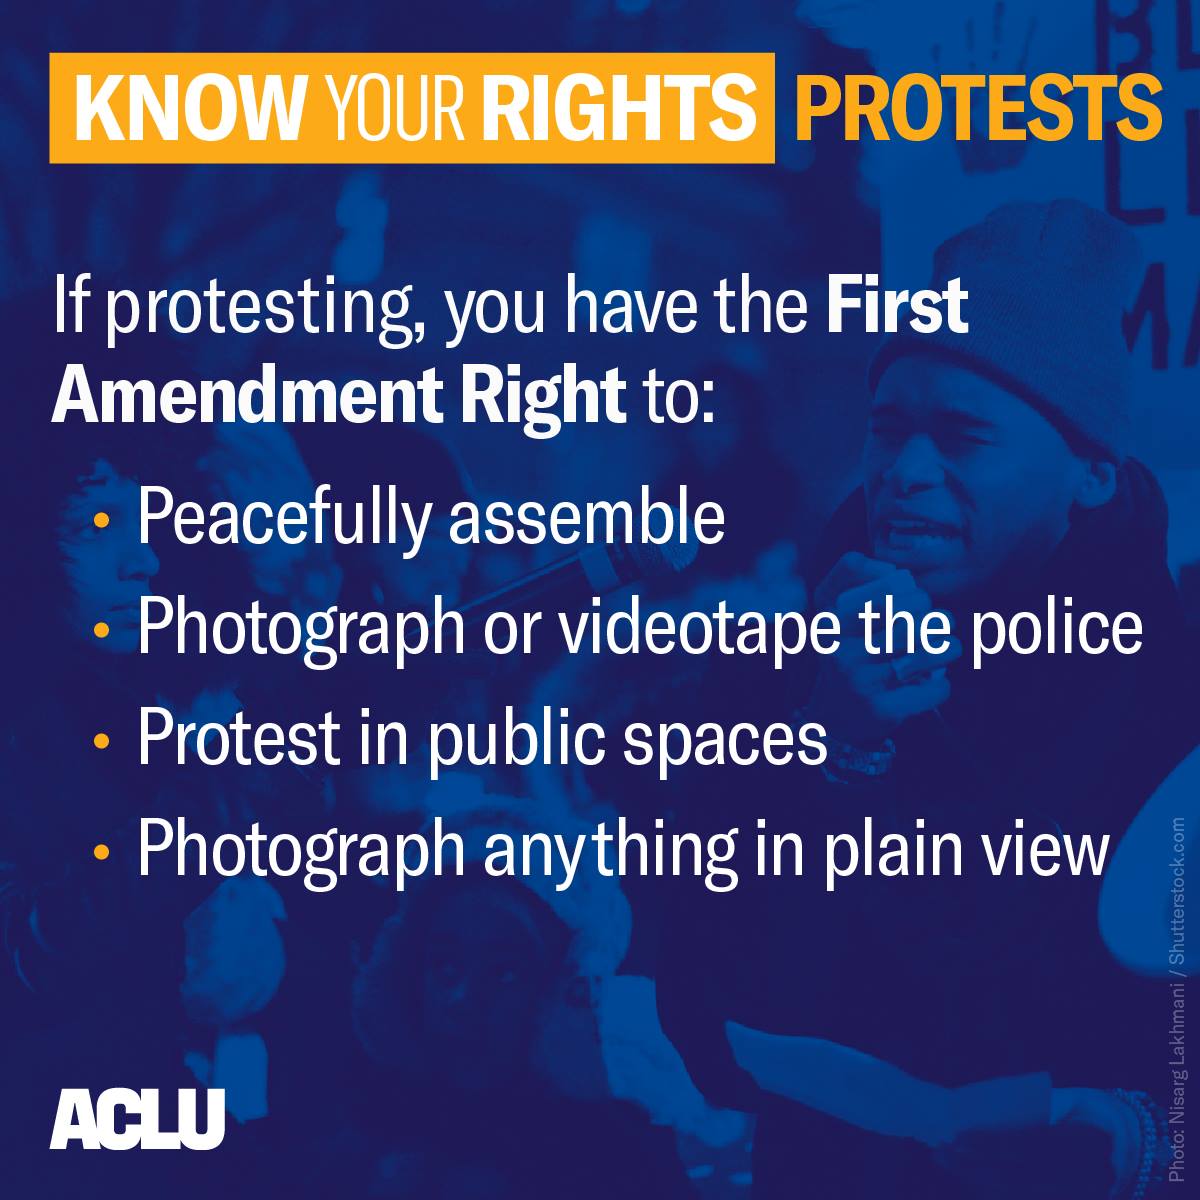 KNOW YOUR RIGHTS PROTESTS
If protesting, you have the First
Amendment Right to:
• Peacefully assemble
• Photograph or videotape the police
• Protest in public spaces
• Photograph anything in plain view
ACLU
Photo: Nisarg Lakhmani / Shutterstock.com